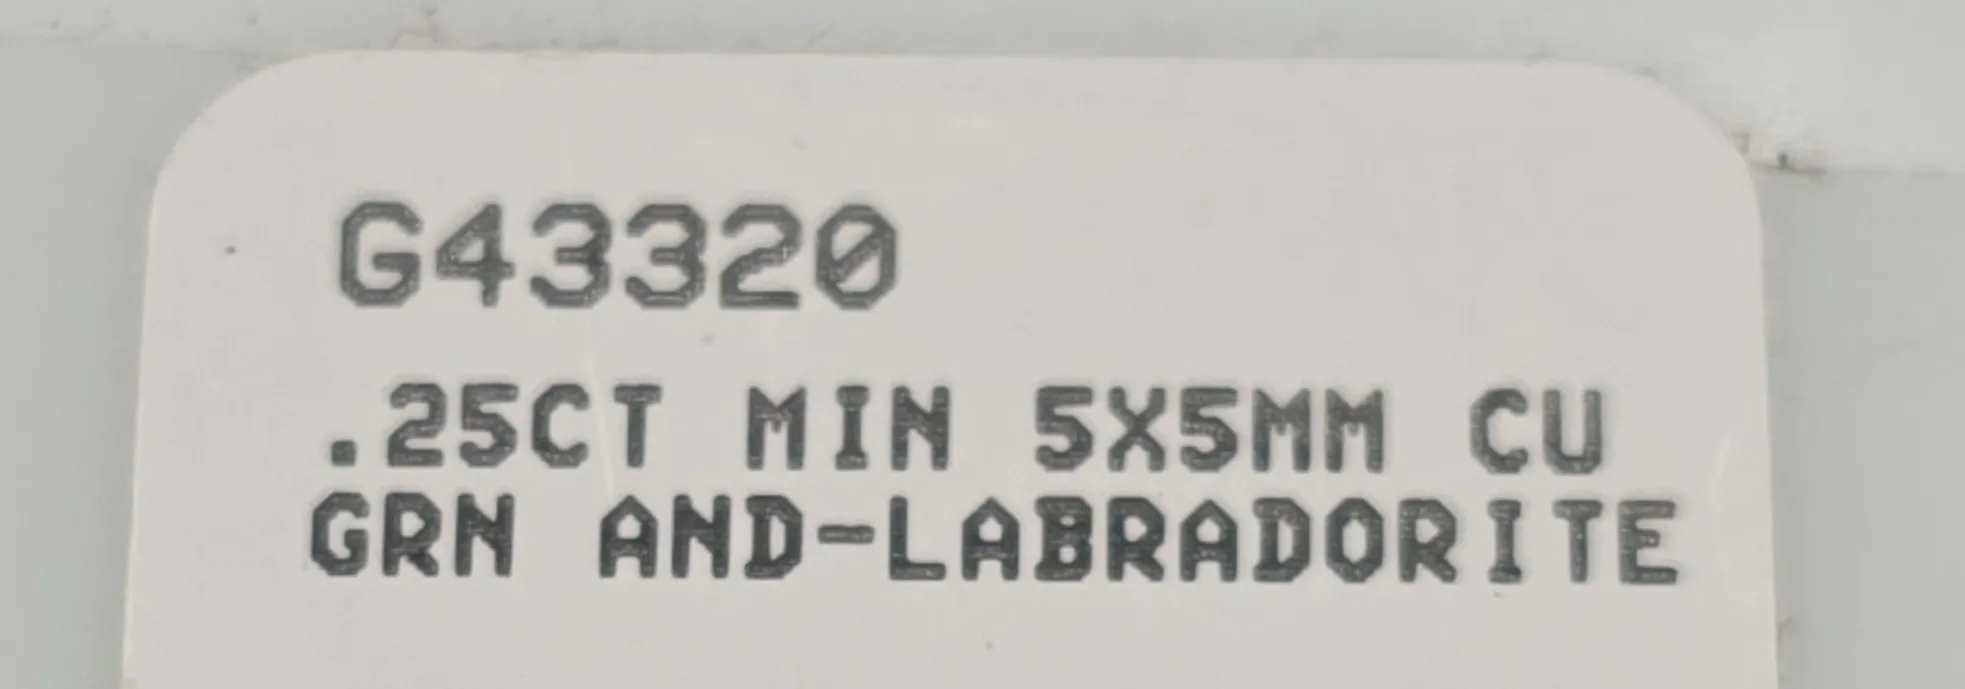 G43320
.25CT MIN 5X5MM CU
GRN AND-LABRADORITE